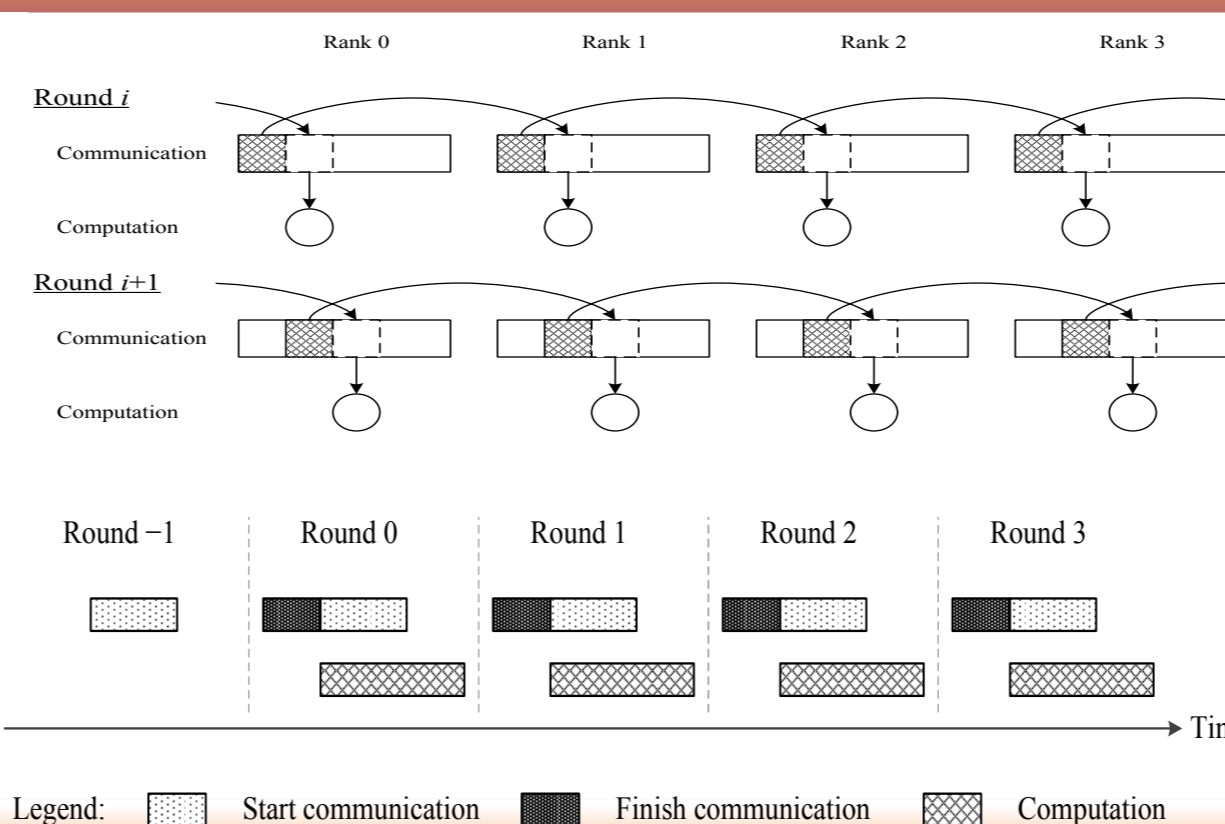 Rank 0 Rank 1 Rank 2 Rank 3
Round i
Communication
Computation
Round i+1
Communication
Computation
Round −1 Round 0 Round 1 Round 2 Round 3
Legend: Start communication Finish communication Computation